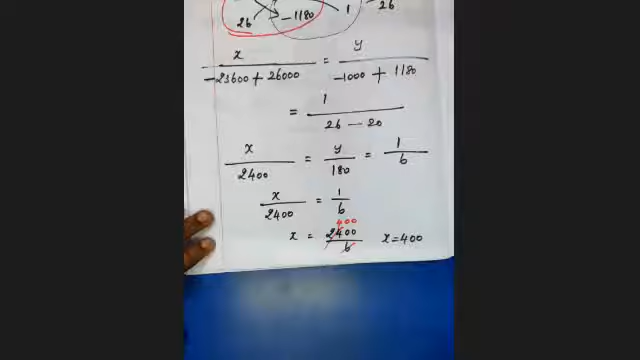 26 -1180 1 26
x/(-23600 + 26000) = y/(-1000 + 1180)
= 1/(26 - 20)
x/2400 = y/180 = 1/6
x/2400 = 1/6
400
x = 2400/6 x = 400